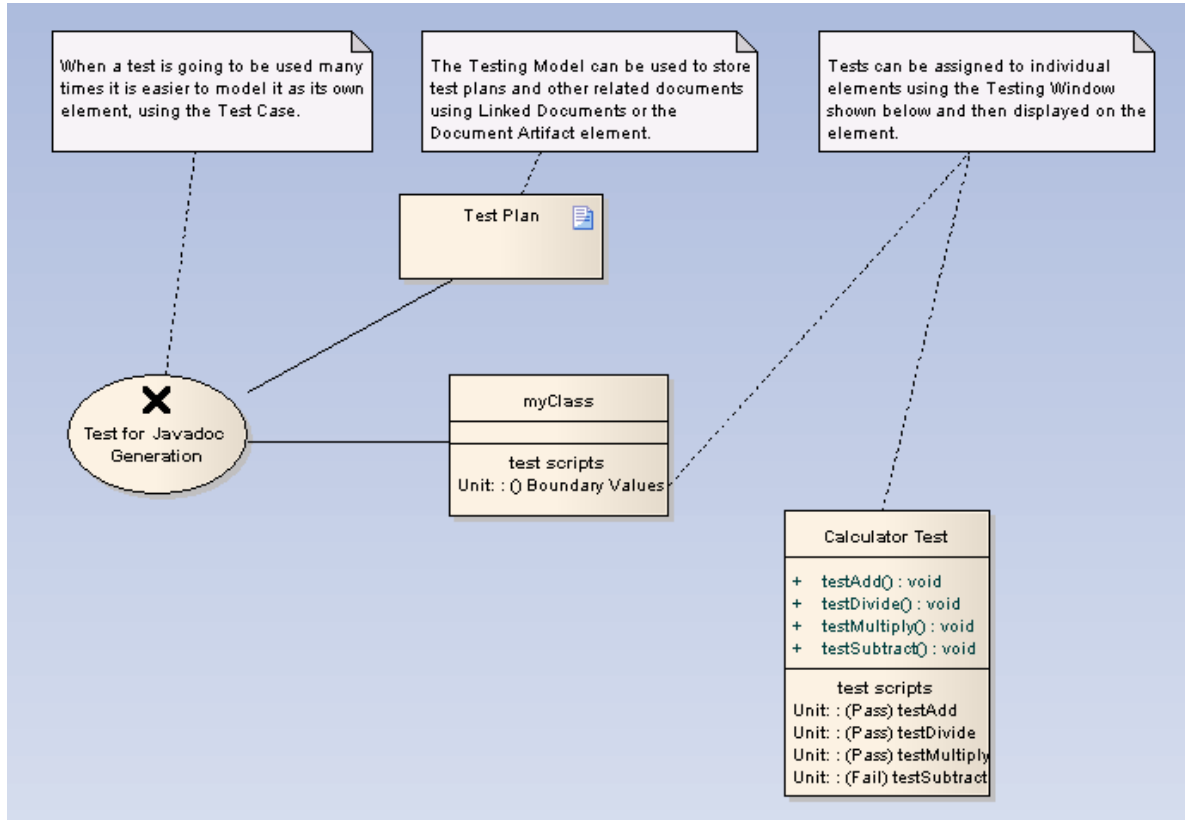 When a test is going to be used many
times it is easier to model it as its own
element, using the Test Case.
The Testing Model can be used to store
test plans and other related documents
using Linked Documents or the
Document Artifact element.
Tests can be assigned to individual
elements using the Testing Window
shown below and then displayed on the
element.
Test Plan
Test for Javadoc
Generation
myClass
test scripts
Unit: : () Boundary Values
Calculator Test
+ testAdd() : void
+ testDivide() : void
+ testMultiply() : void
+ testSubtract() : void
test scripts
Unit: : (Pass) testAdd
Unit: : (Pass) testDivide
Unit: : (Pass) testMultiply
Unit: : (Fail) testSubtract